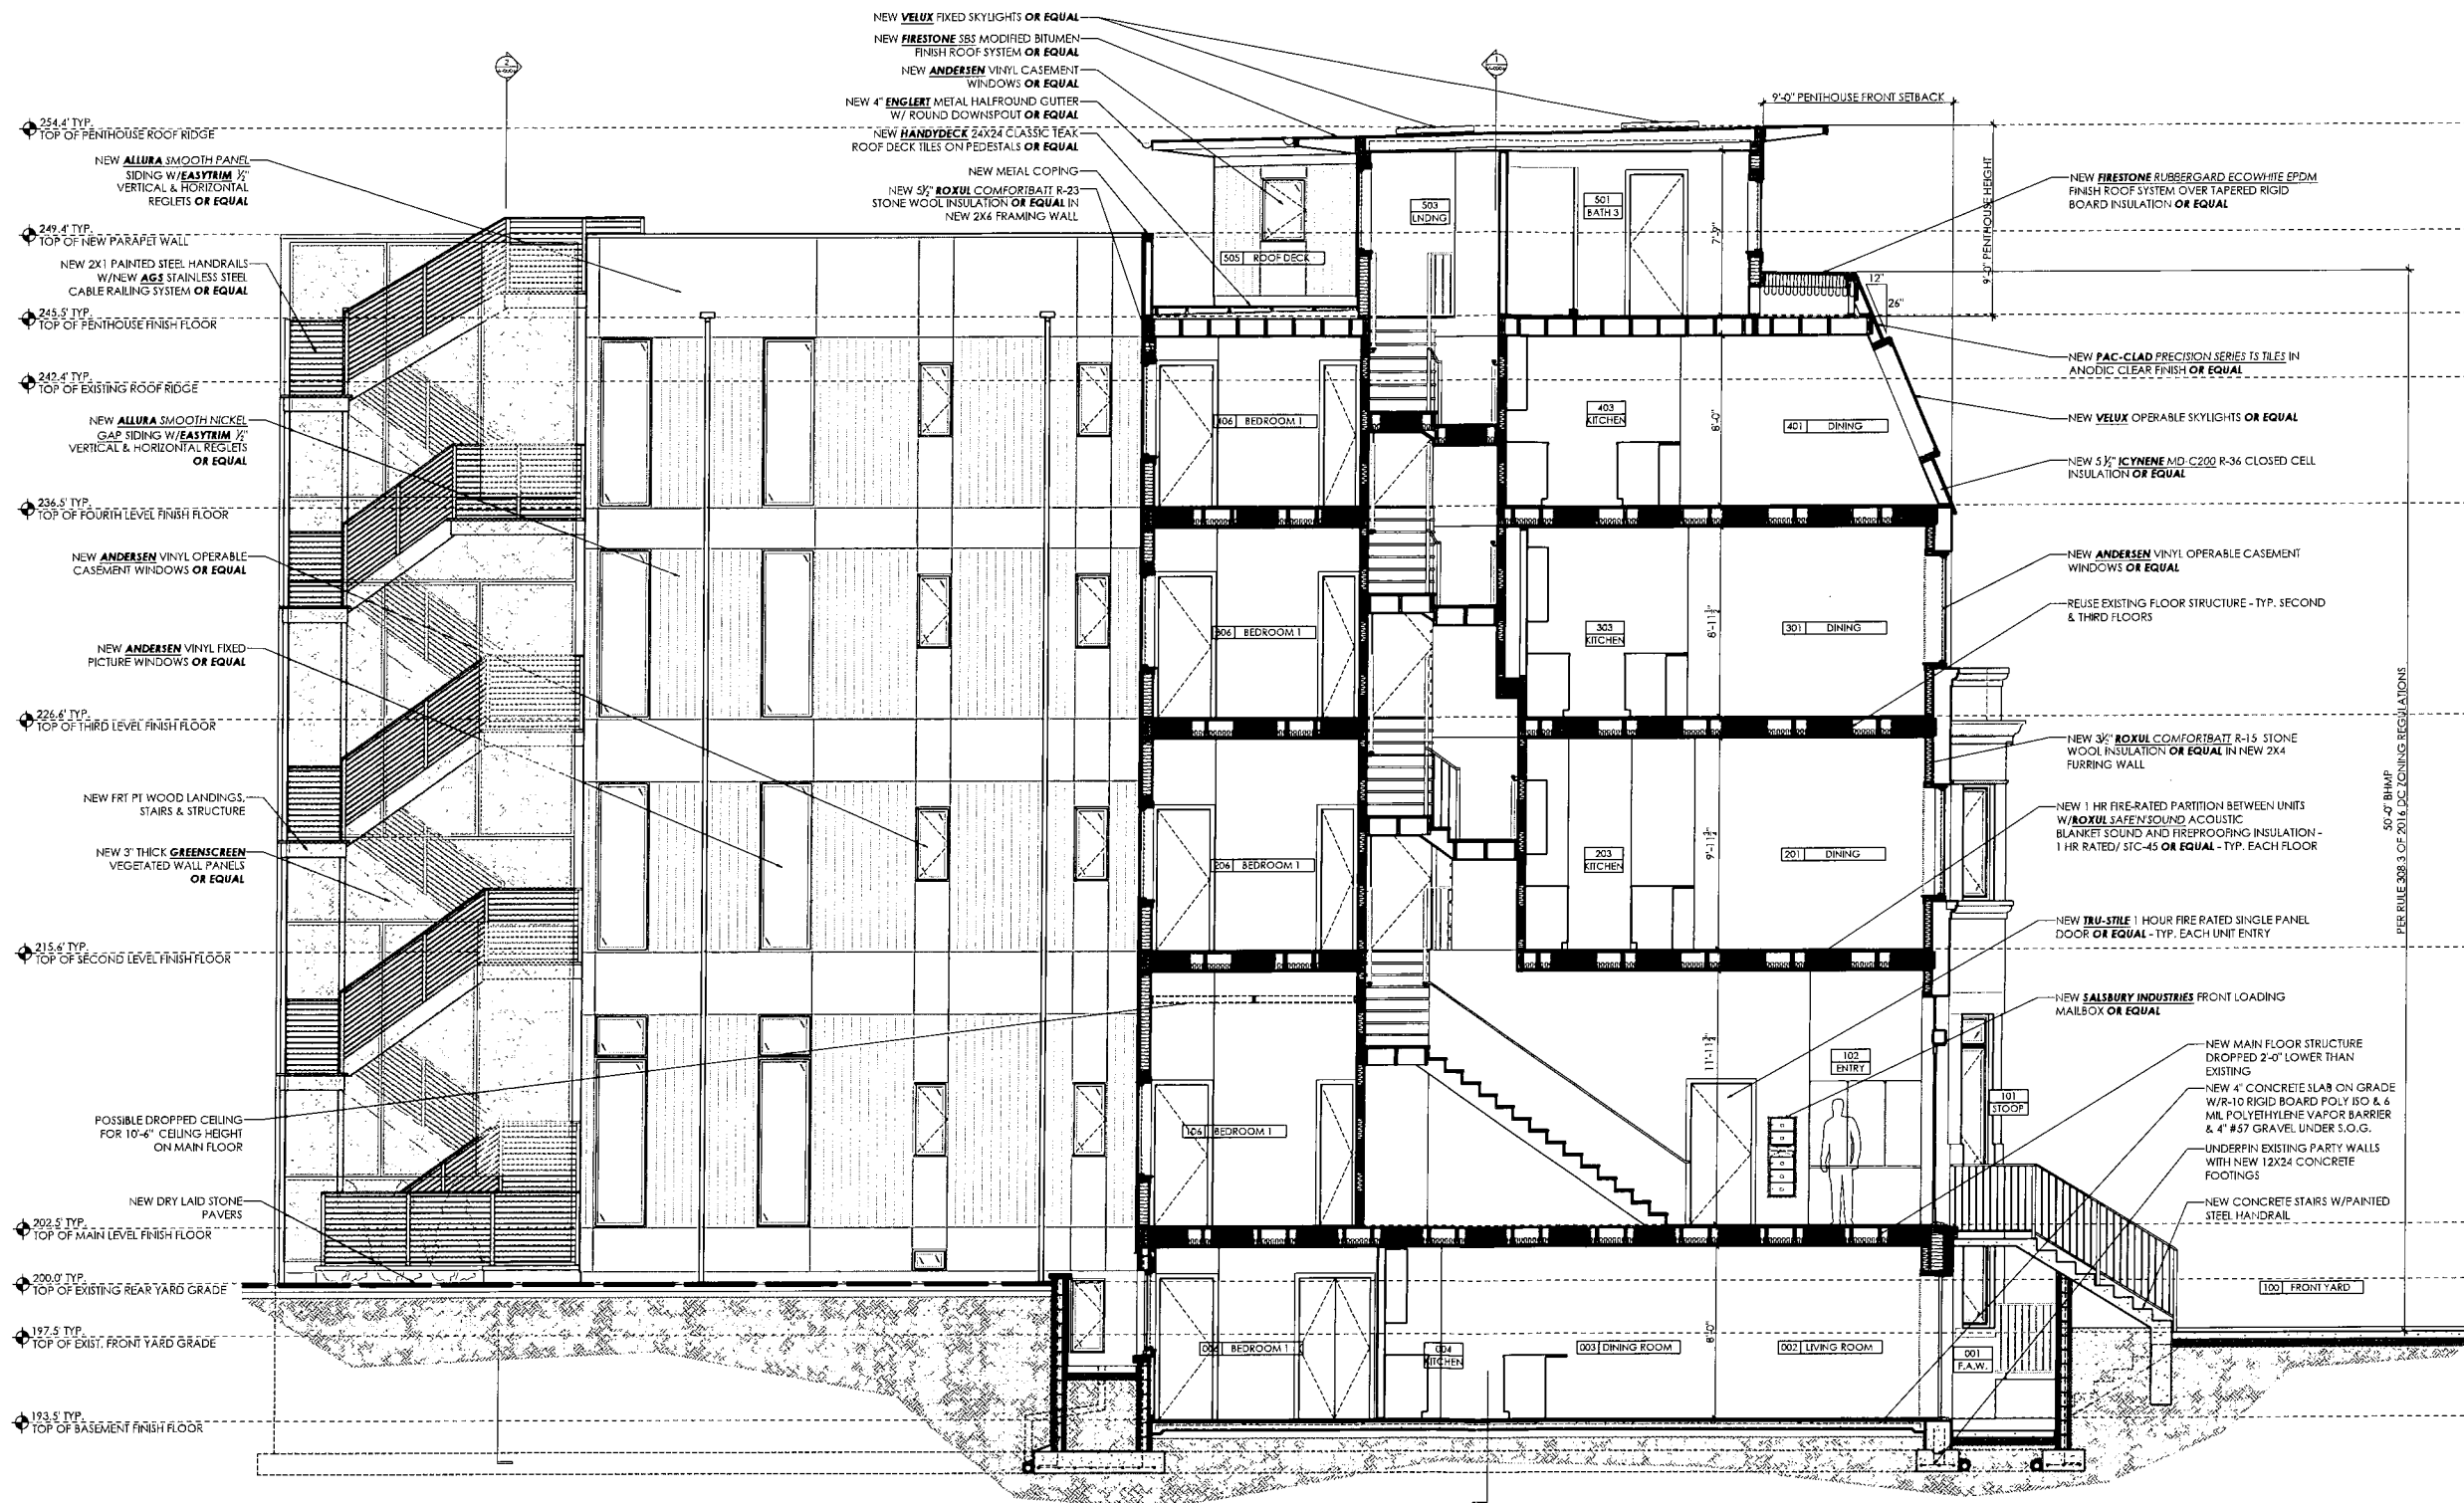 NEW VELUX FIXED SKYLIGHTS OR EQUAL
NEW FIRESTONE SBS MODIFIED BITUMEN
FINISH ROOF SYSTEM OR EQUAL
NEW ANDERSEN VINYL CASEMENT
WINDOWS OR EQUAL
NEW 4" ENGLERT METAL HALFROUND GUTTER
W/ ROUND DOWNSPOUT OR EQUAL
NEW HANDYDECK 24X24 CLASSIC TEAK
ROOF DECK TILES ON PEDESTALS OR EQUAL
NEW METAL COPING
NEW 5½" ROXUL COMFORTBATT R-23
STONE WOOL INSULATION OR EQUAL IN
NEW 2X6 FRAMING WALL
2
1
9'-0" PENTHOUSE FRONT SETBACK
9'-0" PENTHOUSE HEIGHT
254.4' TYP.
TOP OF PENTHOUSE ROOF RIDGE
NEW ALLURA SMOOTH PANEL
SIDING W/EASYTRIM ½"
VERTICAL & HORIZONTAL
REGLETS OR EQUAL
249.4' TYP.
TOP OF NEW PARAPET WALL
NEW 2X1 PAINTED STEEL HANDRAILS
W/NEW AGS STAINLESS STEEL
CABLE RAILING SYSTEM OR EQUAL
245.5' TYP.
TOP OF PENTHOUSE FINISH FLOOR
242.4' TYP.
TOP OF EXISTING ROOF RIDGE
NEW ALLURA SMOOTH NICKEL
GAP SIDING W/EASYTRIM ½"
VERTICAL & HORIZONTAL REGLETS
OR EQUAL
236.5' TYP.
TOP OF FOURTH LEVEL FINISH FLOOR
NEW ANDERSEN VINYL OPERABLE
CASEMENT WINDOWS OR EQUAL
NEW ANDERSEN VINYL FIXED
PICTURE WINDOWS OR EQUAL
226.6' TYP.
TOP OF THIRD LEVEL FINISH FLOOR
NEW FRT PT WOOD LANDINGS,
STAIRS & STRUCTURE
NEW 3" THICK GREENSCREEN
VEGETATED WALL PANELS
OR EQUAL
215.6' TYP.
TOP OF SECOND LEVEL FINISH FLOOR
POSSIBLE DROPPED CEILING
FOR 10'-6" CEILING HEIGHT
ON MAIN FLOOR
NEW DRY LAID STONE
PAVERS
202.5' TYP.
TOP OF MAIN LEVEL FINISH FLOOR
200.0' TYP.
TOP OF EXISTING REAR YARD GRADE
197.5' TYP.
TOP OF EXIST. FRONT YARD GRADE
193.5' TYP.
TOP OF BASEMENT FINISH FLOOR
505 ROOF DECK
503
LNDNG
501
BATH 3
7'-9"
12"
26"
406 BEDROOM 1
403
KITCHEN
8'-0"
401 DINING
306 BEDROOM 1
303
KITCHEN
8'-11½"
301 DINING
206 BEDROOM 1
203
KITCHEN
9'-11½"
201 DINING
106 BEDROOM 1
11'-11½"
102
ENTRY
101
STOOP
006 BEDROOM 1
004
KITCHEN
003 DINING ROOM
8'-0"
002 LIVING ROOM
001
F.A.W.
100 FRONT YARD
NEW FIRESTONE RUBBERGARD ECOWHITE EPDM
FINISH ROOF SYSTEM OVER TAPERED RIGID
BOARD INSULATION OR EQUAL
NEW PAC-CLAD PRECISION SERIES TS TILES IN
ANODIC CLEAR FINISH OR EQUAL
NEW VELUX OPERABLE SKYLIGHTS OR EQUAL
NEW 5 ½" ICYNENE MD-C200 R-36 CLOSED CELL
INSULATION OR EQUAL
NEW ANDERSEN VINYL OPERABLE CASEMENT
WINDOWS OR EQUAL
REUSE EXISTING FLOOR STRUCTURE - TYP. SECOND
& THIRD FLOORS
NEW 3½" ROXUL COMFORTBATT R-15 STONE
WOOL INSULATION OR EQUAL IN NEW 2X4
FURRING WALL
NEW 1 HR FIRE-RATED PARTITION BETWEEN UNITS
W/ROXUL SAFE'N'SOUND ACOUSTIC
BLANKET SOUND AND FIREPROOFING INSULATION -
1 HR RATED/ STC-45 OR EQUAL - TYP. EACH FLOOR
NEW TRU-STILE 1 HOUR FIRE RATED SINGLE PANEL
DOOR OR EQUAL - TYP. EACH UNIT ENTRY
NEW SALSBURY INDUSTRIES FRONT LOADING
MAILBOX OR EQUAL
NEW MAIN FLOOR STRUCTURE
DROPPED 2'-0" LOWER THAN
EXISTING
NEW 4" CONCRETE SLAB ON GRADE
W/R-10 RIGID BOARD POLY ISO & 6
MIL POLYETHYLENE VAPOR BARRIER
& 4" #57 GRAVEL UNDER S.O.G.
UNDERPIN EXISTING PARTY WALLS
WITH NEW 12X24 CONCRETE
FOOTINGS
NEW CONCRETE STAIRS W/PAINTED
STEEL HANDRAIL
50'-0" BHMP
PER RULE 308.3 OF 2016 DC ZONING REGULATIONS